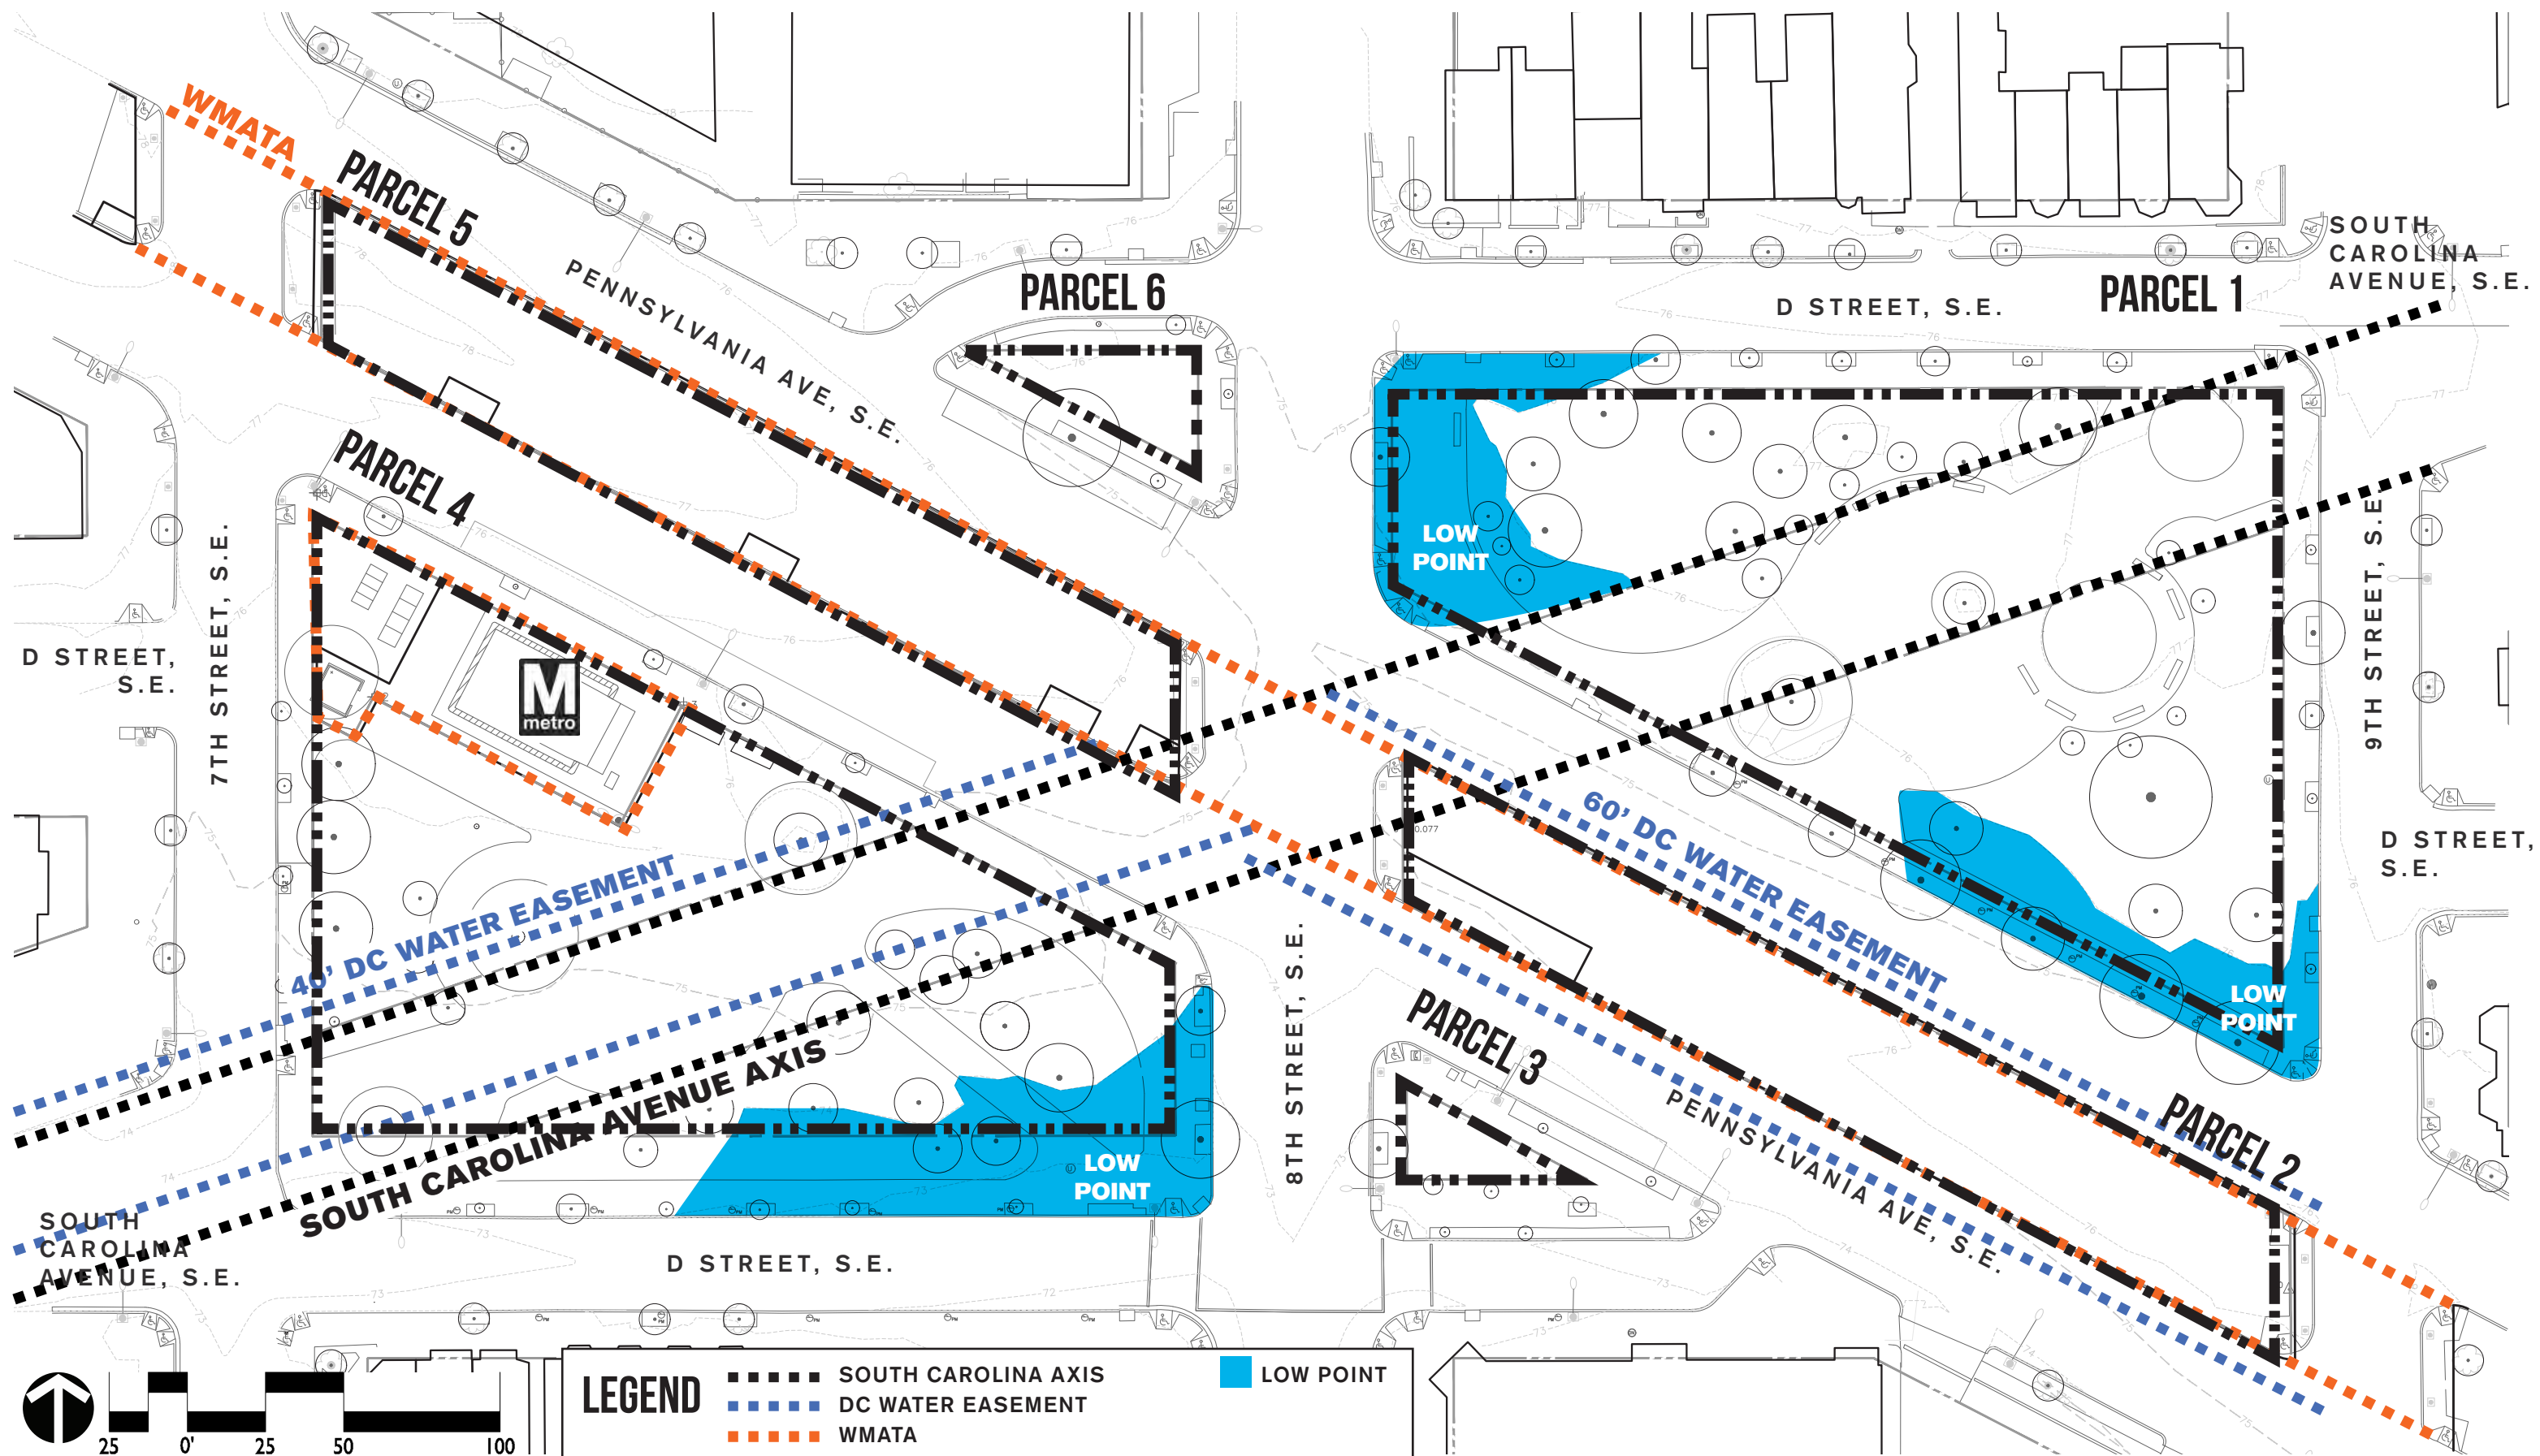 WMATA
PARCEL 5
PENNSYLVANIA AVE, S.E.
PARCEL 6
D STREET, S.E.
PARCEL 1
SOUTH
CAROLINA
AVENUE, S.E.
PARCEL 4
7TH STREET, S.E.
D STREET,
S.E.
M
metro
LOW
POINT
9TH STREET, S.E.
D STREET,
S.E.
40' DC WATER EASEMENT
60' DC WATER EASEMENT
SOUTH CAROLINA AVENUE AXIS
8TH STREET, S.E.
PARCEL 3
PENNSYLVANIA AVE, S.E.
PARCEL 2
LOW
POINT
LOW
POINT
SOUTH
CAROLINA
AVENUE, S.E.
D STREET, S.E.
25 0' 25 50 100
LEGEND
SOUTH CAROLINA AXIS
DC WATER EASEMENT
WMATA
LOW POINT